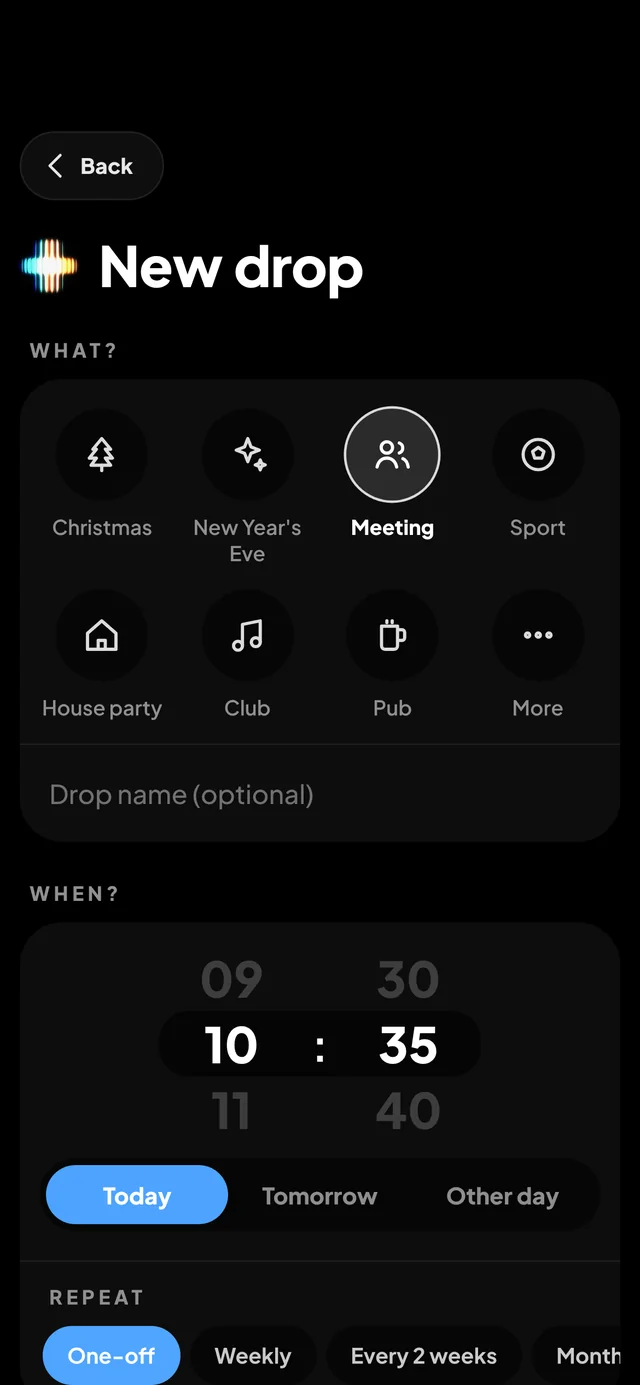 Back
New drop
WHAT?
Christmas
New Year's
Eve
Meeting
Sport
House party
Club
Pub
More
Drop name (optional)
WHEN?
09 30
10 : 35
11 40
Today Tomorrow Other day
REPEAT
One-off Weekly Every 2 weeks Month